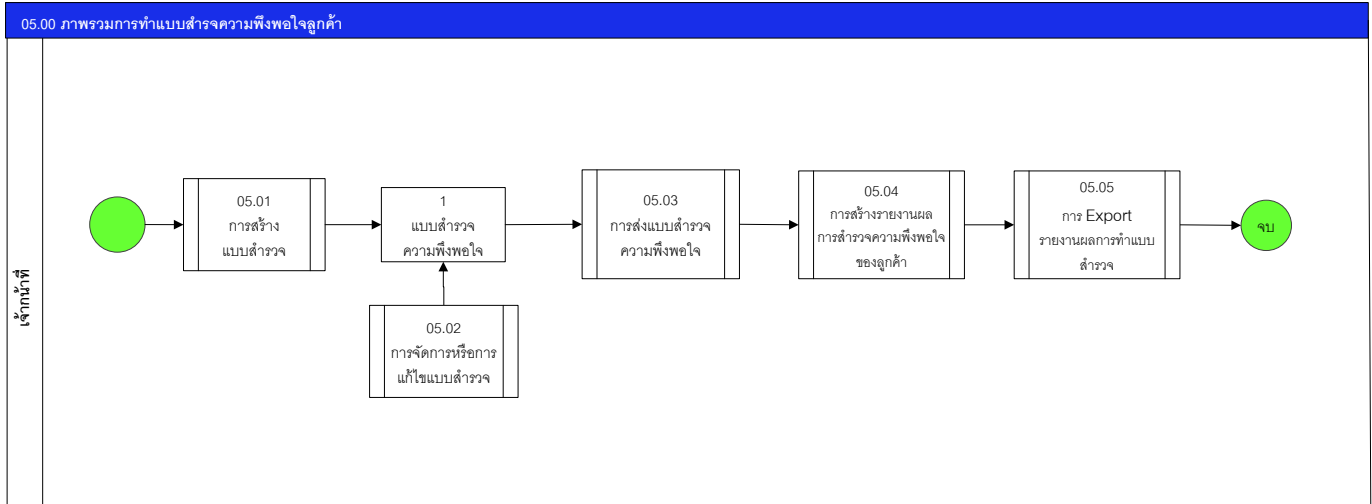 05.00 ภาพรวมการทำแบบสำรวจความพึงพอใจลูกค้า
เจ้าหน้าที่
05.01
การสร้าง
แบบสำรวจ
1
แบบสำรวจ
ความพึงพอใจ
05.02
การจัดการหรือการ
แก้ไขแบบสำรวจ
05.03
การส่งแบบสำรวจ
ความพึงพอใจ
05.04
การสร้างรายงานผล
การสำรวจความพึงพอใจ
ของลูกค้า
05.05
การ Export
รายงานผลการทำแบบ
สำรวจ
จบ